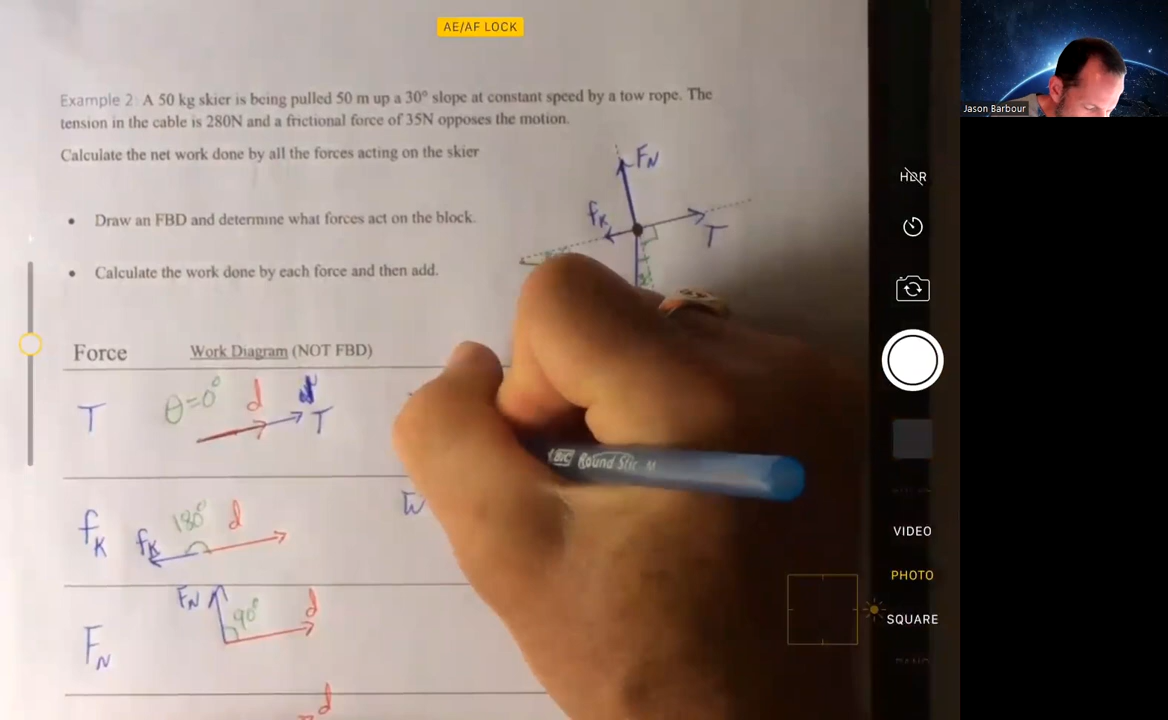 AE/AF LOCK
Jason Barbour
Example 2: A 50 kg skier is being pulled 50 m up a 30° slope at constant speed by a tow rope. The
tension in the cable is 280N and a frictional force of 35N opposes the motion.
Calculate the net work done by all the forces acting on the skier
FN
fK
T
• Draw an FBD and determine what forces act on the block.
• Calculate the work done by each force and then add.
Force Work Diagram (NOT FBD)
T θ=0° d T
fK fK 180° d
W
FN FN 90° d
d
BIC Round Stic M
HDR
VIDEO
PHOTO
SQUARE